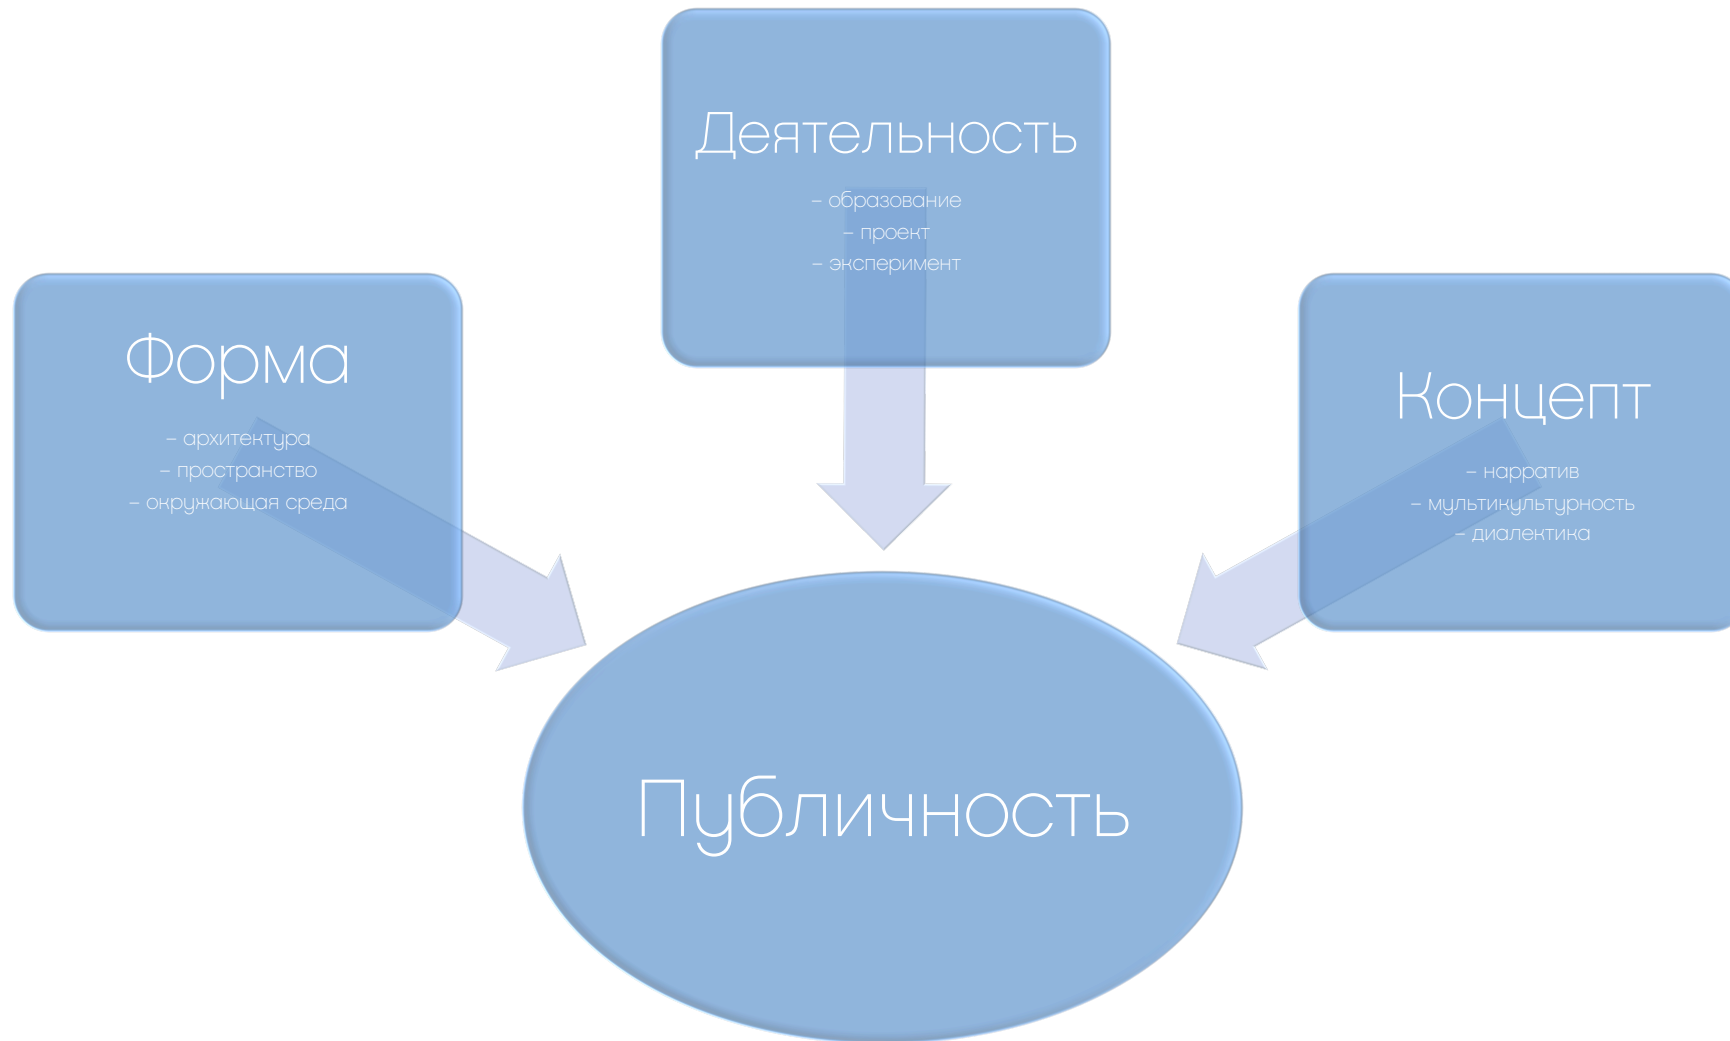 Деятельность
– образование
– проект
– эксперимент
Форма
– архитектура
– пространство
– окружающая среда
Концепт
– нарратив
– мультикультурность
– диалектика
Публичность